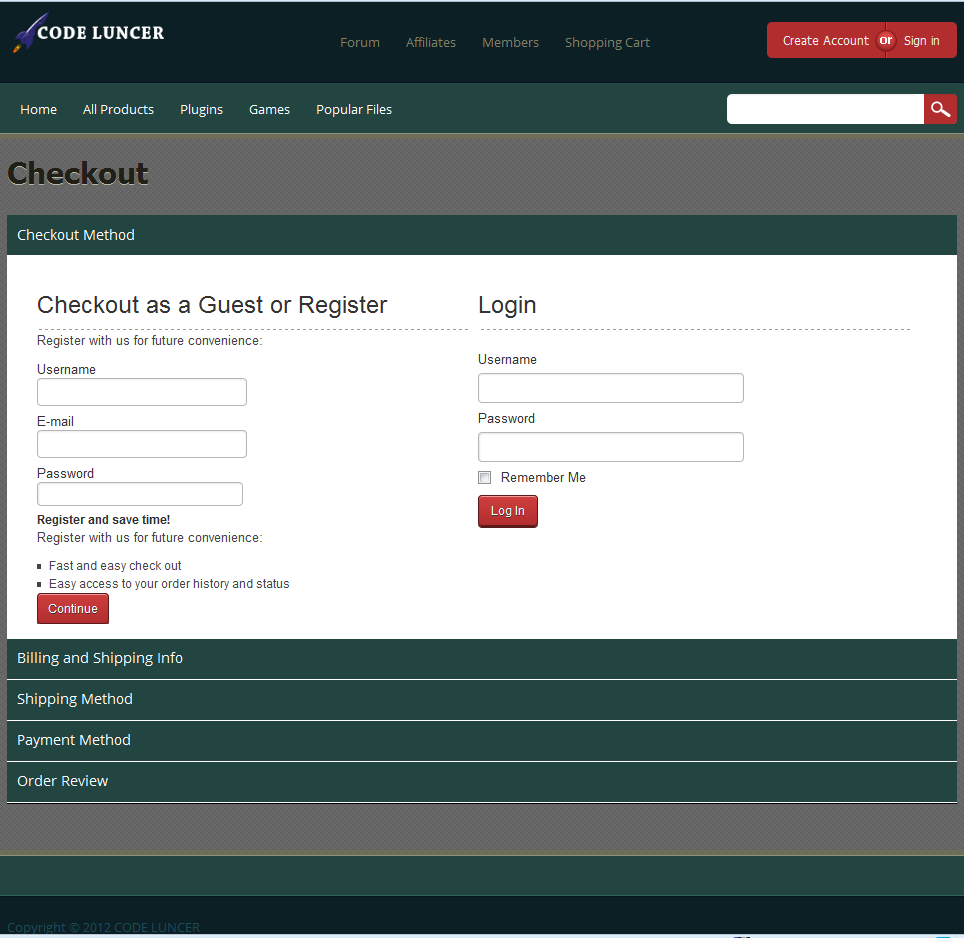 CODE LUNCER
Forum Affiliates Members Shopping Cart
Create Account or Sign in
Home All Products Plugins Games Popular Files
Checkout
Checkout Method
Checkout as a Guest or Register
Register with us for future convenience:
Username
E-mail
Password
Register and save time!
Register with us for future convenience:
Fast and easy check out
Easy access to your order history and status
Continue
Login
Username
Password
Remember Me
Log In
Billing and Shipping Info
Shipping Method
Payment Method
Order Review
Copyright © 2012 CODE LUNCER